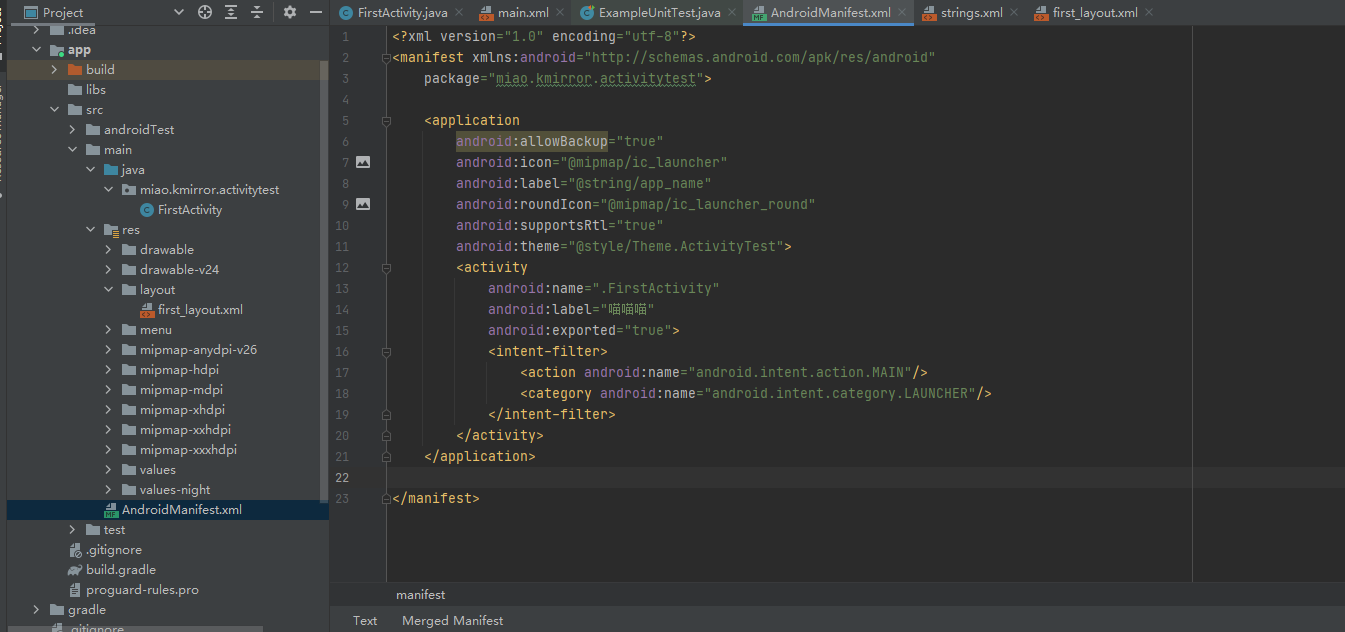 Project
FirstActivity.java
main.xml
ExampleUnitTest.java
AndroidManifest.xml
strings.xml
first_layout.xml
.idea
app
build
libs
src
androidTest
main
java
miao.kmirror.activitytest
FirstActivity
res
drawable
drawable-v24
layout
first_layout.xml
menu
mipmap-anydpi-v26
mipmap-hdpi
mipmap-mdpi
mipmap-xhdpi
mipmap-xxhdpi
mipmap-xxxhdpi
values
values-night
AndroidManifest.xml
test
.gitignore
build.gradle
proguard-rules.pro
gradle
.gitignore
1 <?xml version="1.0" encoding="utf-8"?>
2 <manifest xmlns:android="http://schemas.android.com/apk/res/android"
3 package="miao.kmirror.activitytest">
4
5 <application
6 android:allowBackup="true"
7 android:icon="@mipmap/ic_launcher"
8 android:label="@string/app_name"
9 android:roundIcon="@mipmap/ic_launcher_round"
10 android:supportsRtl="true"
11 android:theme="@style/Theme.ActivityTest">
12 <activity
13 android:name=".FirstActivity"
14 android:label="喵喵喵"
15 android:exported="true">
16 <intent-filter>
17 <action android:name="android.intent.action.MAIN"/>
18 <category android:name="android.intent.category.LAUNCHER"/>
19 </intent-filter>
20 </activity>
21 </application>
22
23 </manifest>
manifest
Text
Merged Manifest